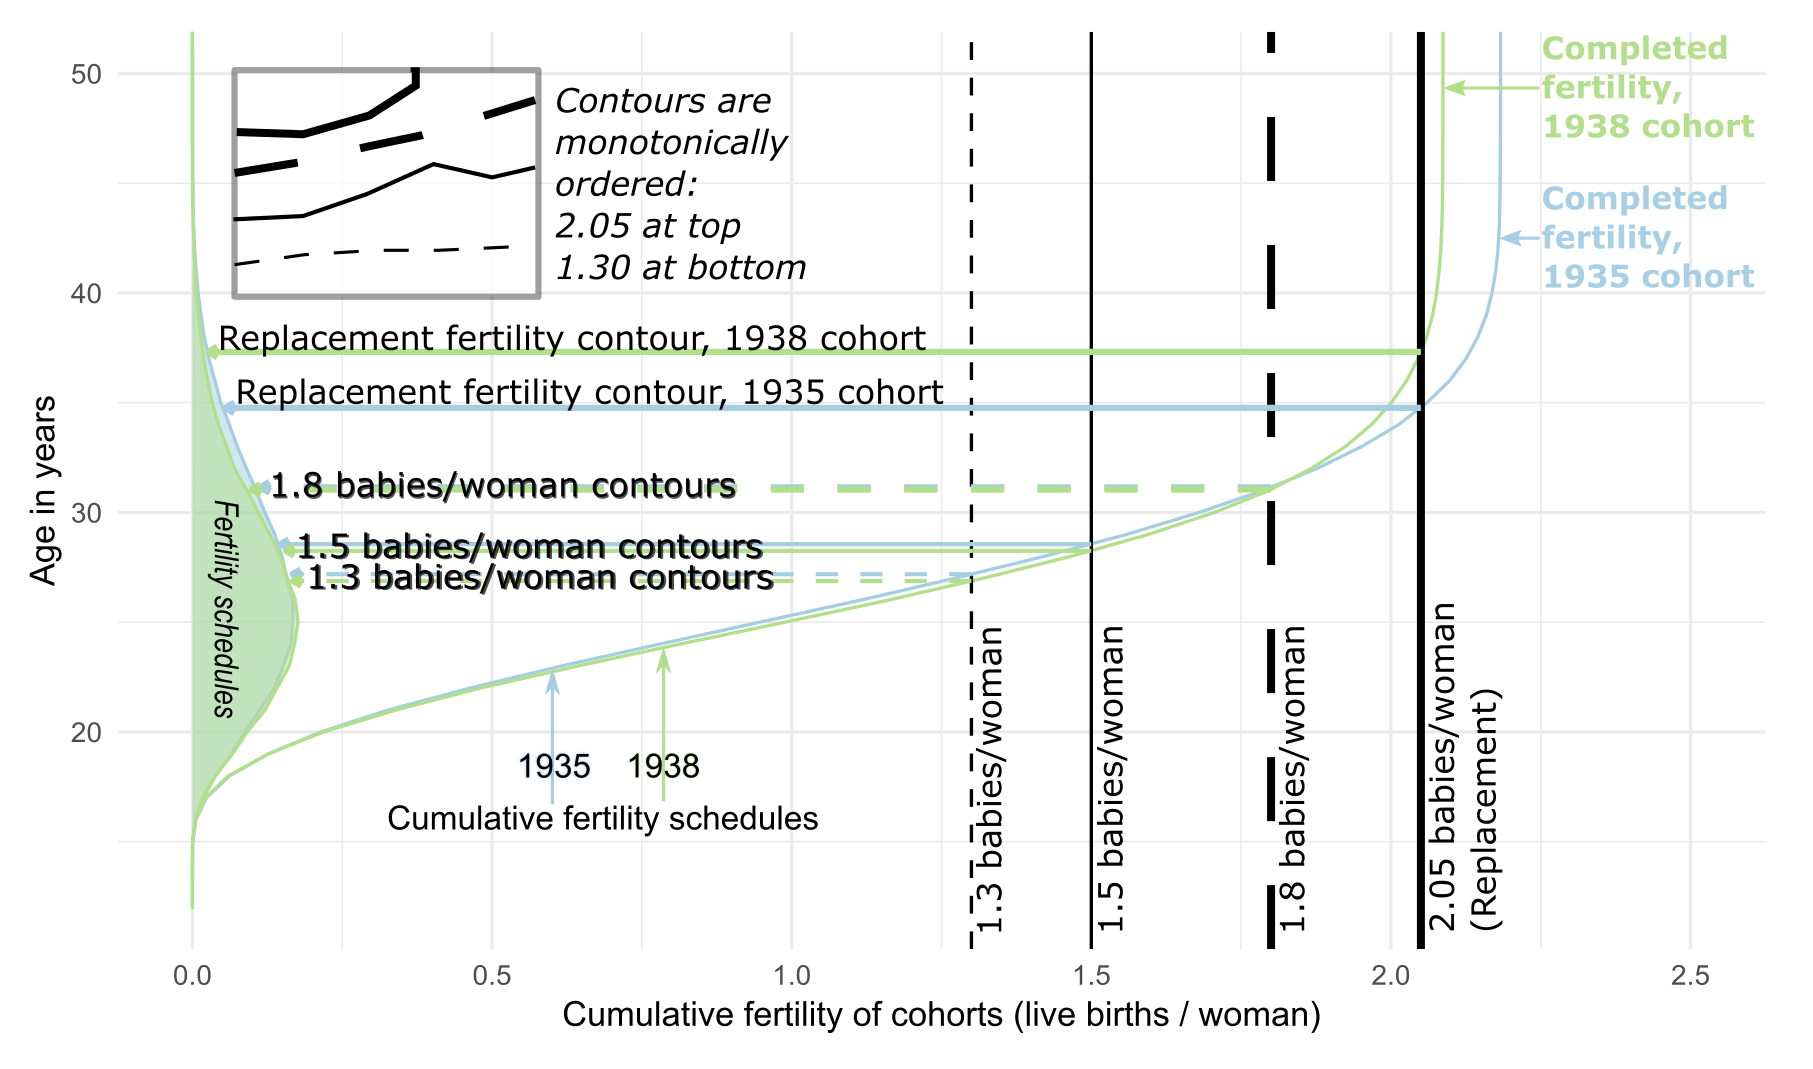 Completed
fertility,
1938 cohort
Completed
fertility,
1935 cohort
Contours are
monotonically
ordered:
2.05 at top
1.30 at bottom
Replacement fertility contour, 1938 cohort
Replacement fertility contour, 1935 cohort
1.8 babies/woman contours
1.5 babies/woman contours
1.3 babies/woman contours
Fertility schedules
1935
1938
Cumulative fertility schedules
1.3 babies/woman
1.5 babies/woman
1.8 babies/woman
2.05 babies/woman
(Replacement)
Age in years
50
40
30
20
0.0
0.5
1.0
1.5
2.0
2.5
Cumulative fertility of cohorts (live births / woman)